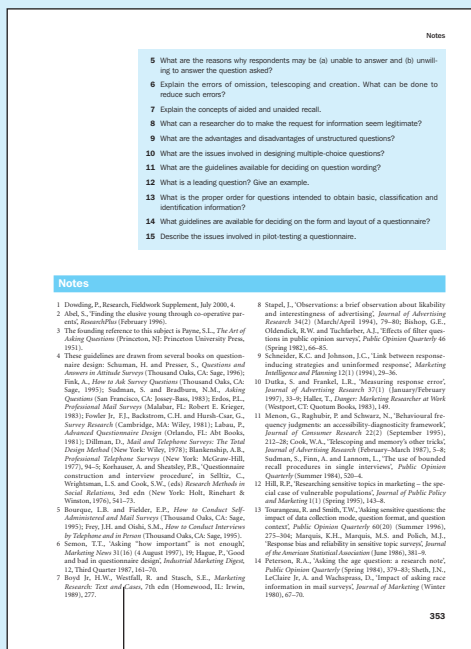 Notes
5 What are the reasons why respondents may be (a) unable to answer and (b) unwill-
ing to answer the question asked?
6 Explain the errors of omission, telescoping and creation. What can be done to
reduce such errors?
7 Explain the concepts of aided and unaided recall.
8 What can a researcher do to make the request for information seem legitimate?
9 What are the advantages and disadvantages of unstructured questions?
10 What are the issues involved in designing multiple-choice questions?
11 What are the guidelines available for deciding on question wording?
12 What is a leading question? Give an example.
13 What is the proper order for questions intended to obtain basic, classification and
identification information?
14 What guidelines are available for deciding on the form and layout of a questionnaire?
15 Describe the issues involved in pilot-testing a questionnaire.
Notes
1 Dowding, P., Research, Fieldwork Supplement, July 2000, 4.
2 Abel, S., 'Finding the elusive young through co-operative par-
ents', ResearchPlus (February 1996).
3 The founding reference to this subject is Payne, S.L., The Art of
Asking Questions (Princeton, NJ: Princeton University Press,
1951).
4 These guidelines are drawn from several books on question-
naire design: Schuman, H. and Presser, S., Questions and
Answers in Attitude Surveys (Thousand Oaks, CA: Sage, 1996);
Fink, A., How to Ask Survey Questions (Thousand Oaks, CA:
Sage, 1995); Sudman, S. and Bradburn, N.M., Asking
Questions (San Francisco, CA: Jossey-Bass, 1983); Erdos, P.L.,
Professional Mail Surveys (Malabar, FL: Robert E. Krieger,
1983); Fowler Jr, F.J., Backstrom, C.H. and Hursh-Csar, G.,
Survey Research (Cambridge, MA: Wiley, 1981); Labau, P.,
Advanced Questionnaire Design (Orlando, FL: Abt Books,
1981); Dillman, D., Mail and Telephone Surveys: The Total
Design Method (New York: Wiley, 1978); Blankenship, A.B.,
Professional Telephone Surveys (New York: McGraw-Hill,
1977), 94–5; Korhauser, A. and Sheatsley, P.B., 'Questionnaire
construction and interview procedure', in Selltiz, C.,
Wrightsman, L.S. and Cook, S.W., (eds) Research Methods in
Social Relations, 3rd edn (New York: Holt, Rinehart &
Winston, 1976), 541–73.
5 Bourque, L.B. and Fielder, E.P., How to Conduct Self-
Administered and Mail Surveys (Thousand Oaks, CA: Sage,
1995); Frey, J.H. and Oishi, S.M., How to Conduct Interviews
by Telephone and in Person (Thousand Oaks, CA: Sage, 1995).
6 Semon, T.T., 'Asking "how important" is not enough',
Marketing News 31(16) (4 August 1997), 19; Hague, P., 'Good
and bad in questionnaire design', Industrial Marketing Digest,
12, Third Quarter 1987, 161–70.
7 Boyd Jr, H.W., Westfall, R. and Stasch, S.E., Marketing
Research: Text and Cases, 7th edn (Homewood, IL: Irwin,
1989), 277.
8 Stapel, J., 'Observations: a brief observation about likability
and interestingness of advertising', Journal of Advertising
Research 34(2) (March/April 1994), 79–80; Bishop, G.E.,
Oldendick, R.W. and Tuchfarber, A.J., 'Effects of filter ques-
tions in public opinion surveys', Public Opinion Quarterly 46
(Spring 1982), 66–85.
9 Schneider, K.C. and Johnson, J.C., 'Link between response-
inducing strategies and uninformed response', Marketing
Intelligence and Planning 12(1) (1994), 29–36.
10 Dutka, S. and Frankel, L.R., 'Measuring response error',
Journal of Advertising Research 37(1) (January/February
1997), 33–9; Haller, T., Danger: Marketing Researcher at Work
(Westport, CT: Quorum Books, 1983), 149.
11 Menon, G., Raghubir, P. and Schwarz, N., 'Behavioural fre-
quency judgments: an accessibility-diagnosticity framework',
Journal of Consumer Research 22(2) (September 1995),
212–28; Cook, W.A., 'Telescoping and memory's other tricks',
Journal of Advertising Research (February–March 1987), 5–8;
Sudman, S., Finn, A. and Lannom, L., 'The use of bounded
recall procedures in single interviews', Public Opinion
Quarterly (Summer 1984), 520–4.
12 Hill, R.P., 'Researching sensitive topics in marketing – the spe-
cial case of vulnerable populations', Journal of Public Policy
and Marketing 1(1) (Spring 1995), 143–8.
13 Tourangeau, R. and Smith, T.W., 'Asking sensitive questions: the
impact of data collection mode, question format, and question
context', Public Opinion Quarterly 60(20) (Summer 1996),
275–304; Marquis, K.H., Marquis, M.S. and Polich, M.J.,
'Response bias and reliability in sensitive topic surveys', Journal
of the American Statistical Association (June 1986), 381–9.
14 Peterson, R.A., 'Asking the age question: a research note',
Public Opinion Quarterly (Spring 1984), 379–83; Sheth, J.N.,
LeClaire Jr, A. and Wachspress, D., 'Impact of asking race
information in mail surveys', Journal of Marketing (Winter
1980), 67–70.
353